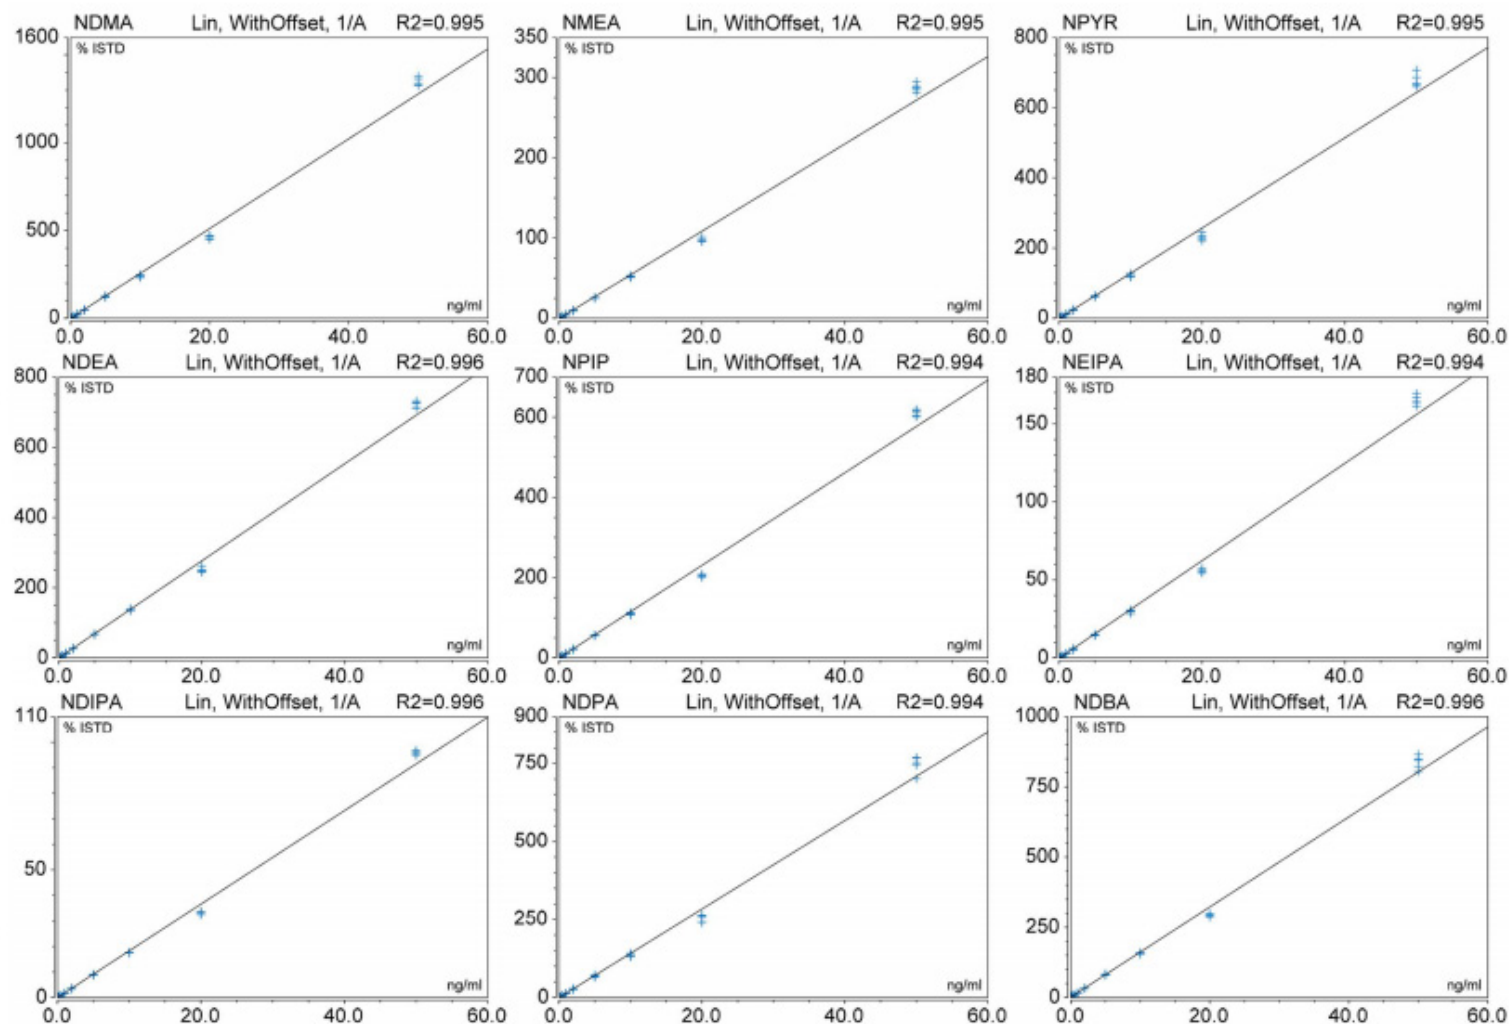 NDMA Lin, WithOffset, 1/A R2=0.995
NMEA Lin, WithOffset, 1/A R2=0.995
NPYR Lin, WithOffset, 1/A R2=0.995
1600 % ISTD
350 % ISTD
800 % ISTD
300
600
1000
200
400
500
100
200
ng/ml
ng/ml
ng/ml
0
0
0
0.0 20.0 40.0 60.0
0.0 20.0 40.0 60.0
0.0 20.0 40.0 60.0
NDEA Lin, WithOffset, 1/A R2=0.996
NPIP Lin, WithOffset, 1/A R2=0.994
NEIPA Lin, WithOffset, 1/A R2=0.994
800 % ISTD
700 % ISTD
180 % ISTD
600
600
150
400
400
100
200
200
50
ng/ml
ng/ml
ng/ml
0
0
0
0.0 20.0 40.0 60.0
0.0 20.0 40.0 60.0
0.0 20.0 40.0 60.0
NDIPA Lin, WithOffset, 1/A R2=0.996
NDPA Lin, WithOffset, 1/A R2=0.994
NDBA Lin, WithOffset, 1/A R2=0.996
110 % ISTD
900 % ISTD
1000 % ISTD
750
750
50
500
500
250
250
ng/ml
ng/ml
ng/ml
0
0
0
0.0 20.0 40.0 60.0
0.0 20.0 40.0 60.0
0.0 20.0 40.0 60.0